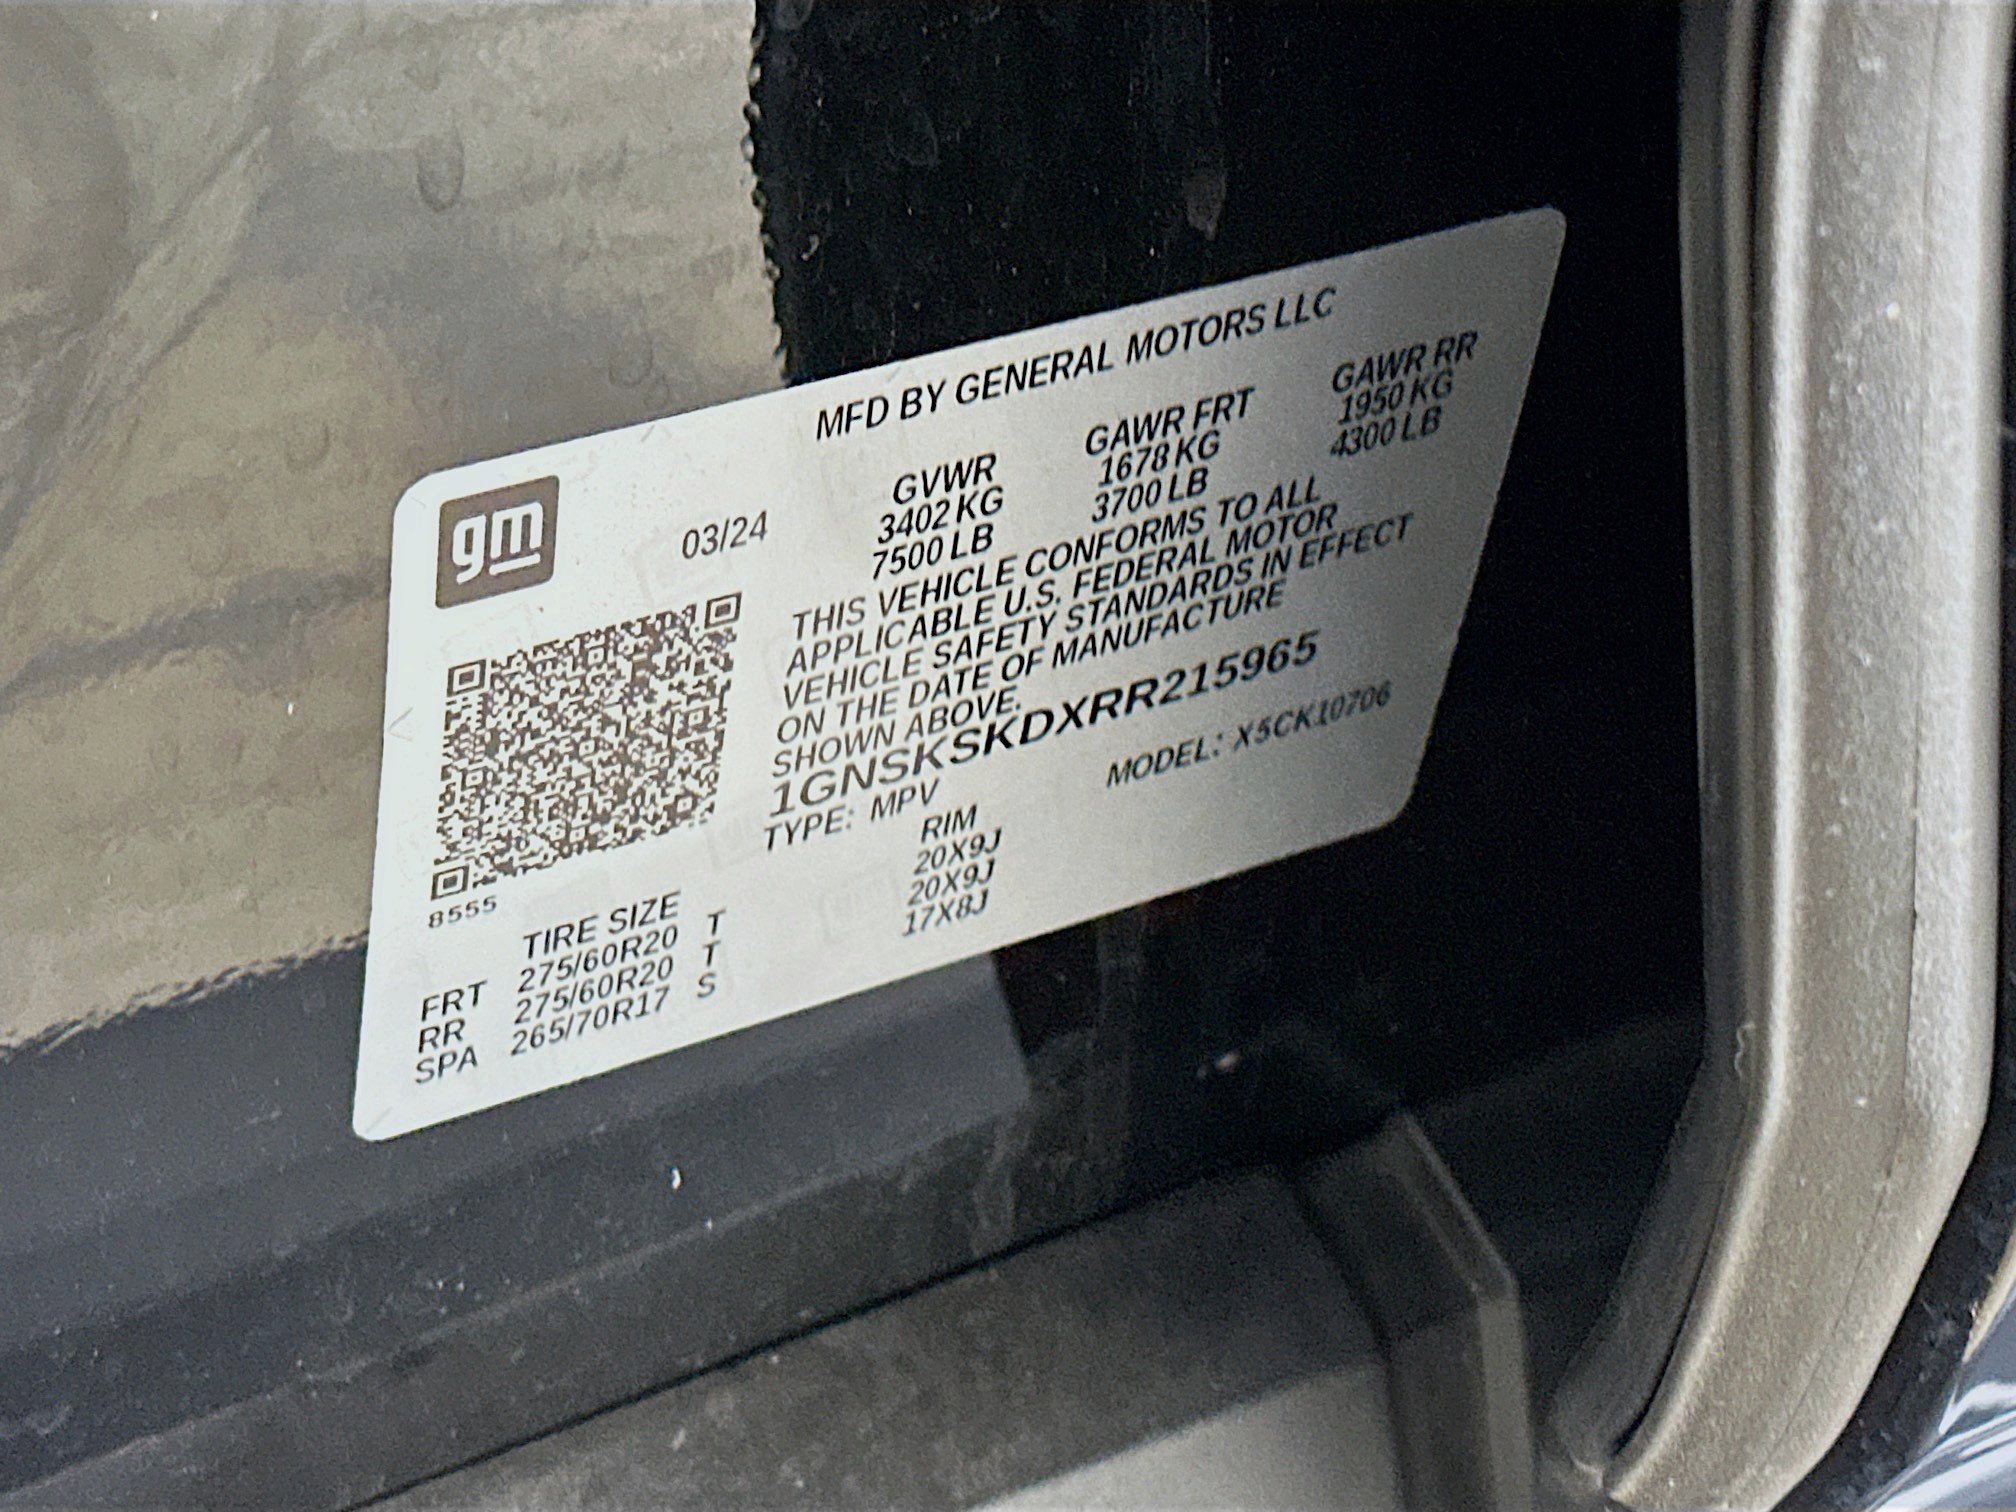 MFD BY GENERAL MOTORS LLC
gm
03/24
GVWR GAWR FRT GAWR RR
3402 KG 1678 KG 1950 KG
7500 LB 3700 LB 4300 LB
THIS VEHICLE CONFORMS TO ALL
APPLICABLE U.S. FEDERAL MOTOR
VEHICLE SAFETY STANDARDS IN EFFECT
ON THE DATE OF MANUFACTURE
SHOWN ABOVE.
1GNSKSKDXRR215965
TYPE: MPV MODEL: X5CK10706
8555
TIRE SIZE RIM
FRT 275/60R20 T 20X9J
RR 275/60R20 T 20X9J
SPA 265/70R17 S 17X8J